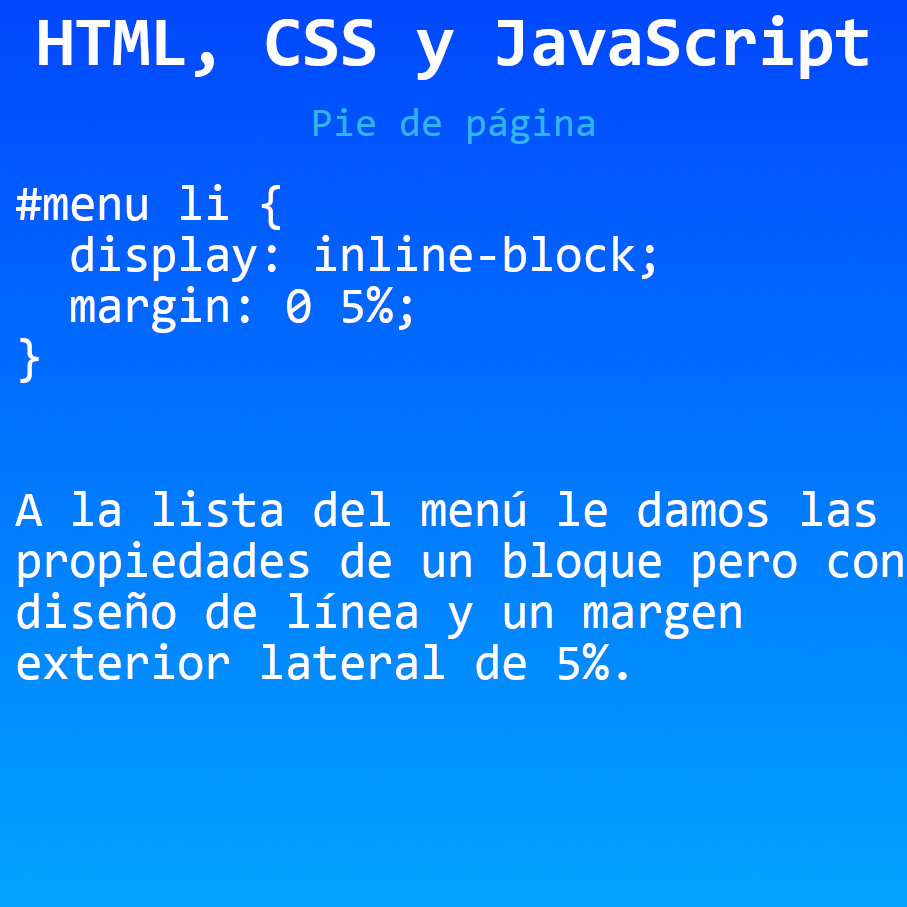 HTML, CSS y JavaScript
Pie de página
#menu li {
  display: inline-block;
  margin: 0 5%;
}
A la lista del menú le damos las
propiedades de un bloque pero con
diseño de línea y un margen
exterior lateral de 5%.